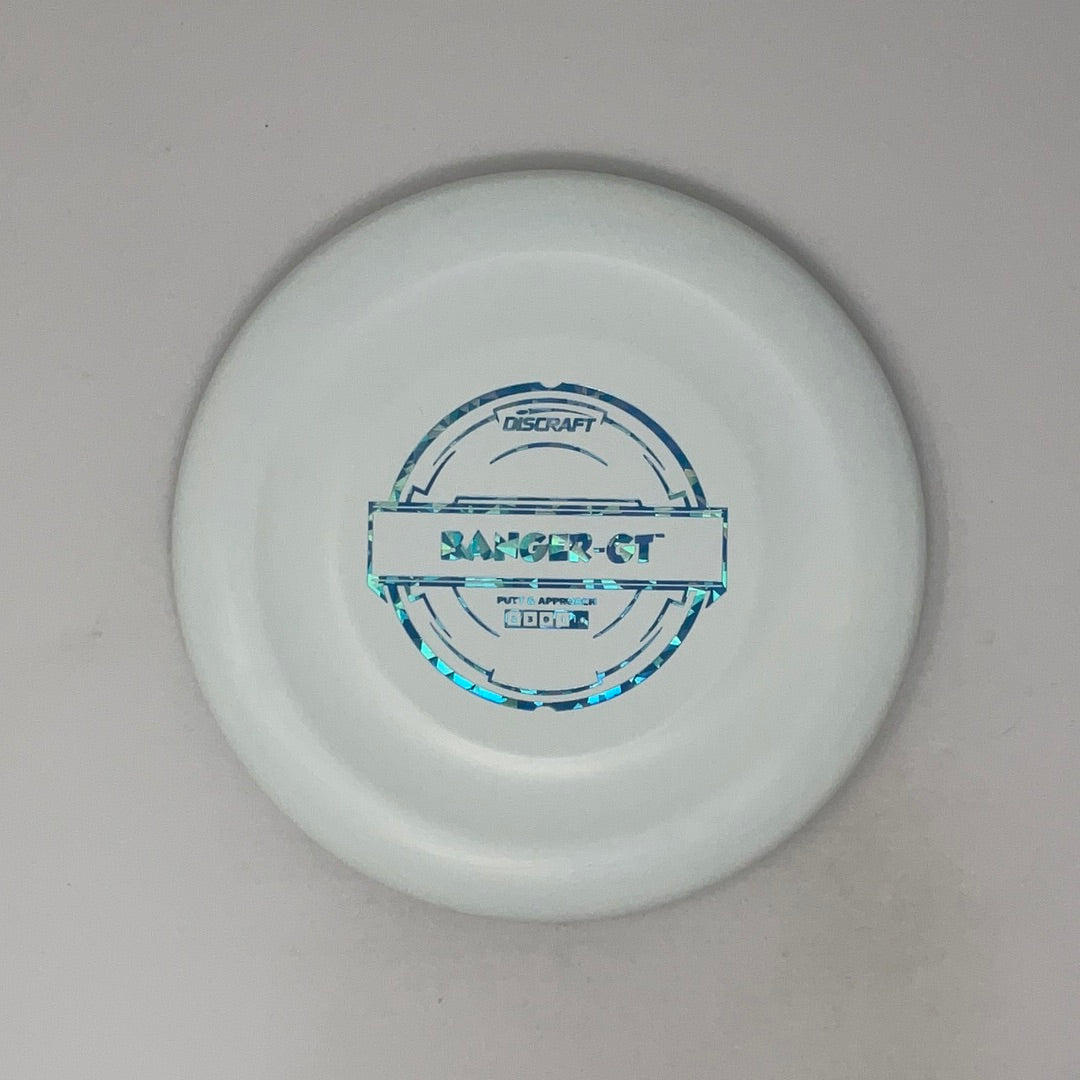 DISCRAFT
BANGER-GT™
PUTT & APPROACH